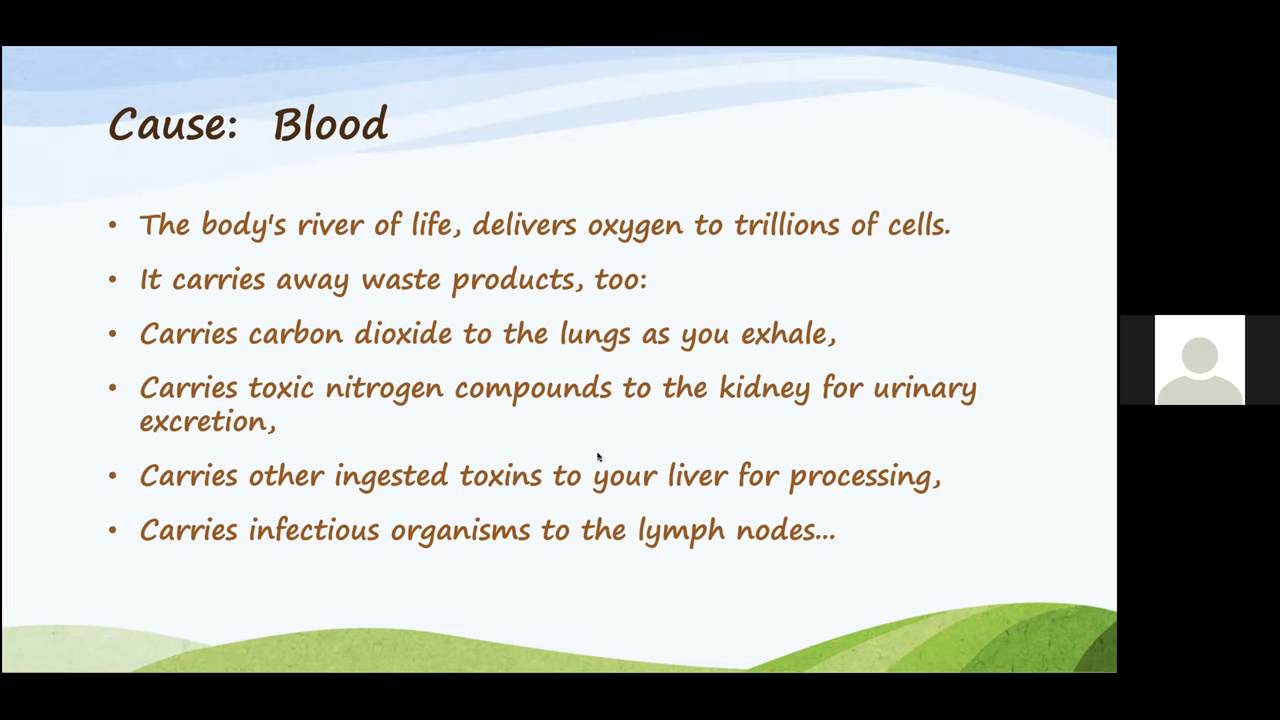 Cause: Blood
• The body's river of life, delivers oxygen to trillions of cells.
• It carries away waste products, too:
• Carries carbon dioxide to the lungs as you exhale,
• Carries toxic nitrogen compounds to the kidney for urinary
excretion,
• Carries other ingested toxins to your liver for processing,
• Carries infectious organisms to the lymph nodes...